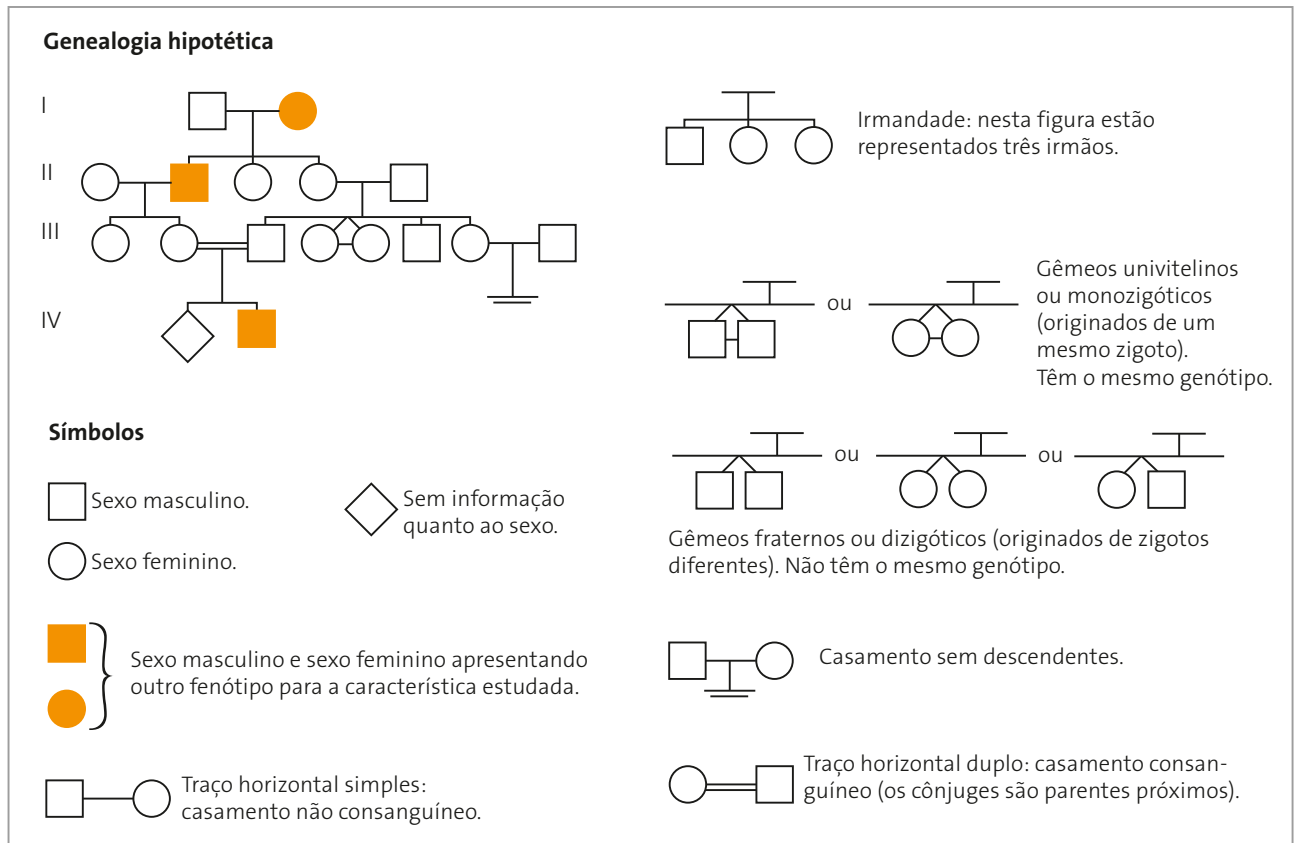 Genealogia hipotética
I
II
III
IV
Símbolos
Sexo masculino.
Sexo feminino.
Sem informação
quanto ao sexo.
Sexo masculino e sexo feminino apresentando
outro fenótipo para a característica estudada.
Traço horizontal simples:
casamento não consanguíneo.
Irmandade: nesta figura estão
representados três irmãos.
ou
Gêmeos univitelinos
ou monozigóticos
(originados de um
mesmo zigoto).
Têm o mesmo genótipo.
ou
ou
Gêmeos fraternos ou dizigóticos (originados de zigotos
diferentes). Não têm o mesmo genótipo.
Casamento sem descendentes.
Traço horizontal duplo: casamento consan-
guíneo (os cônjuges são parentes próximos).